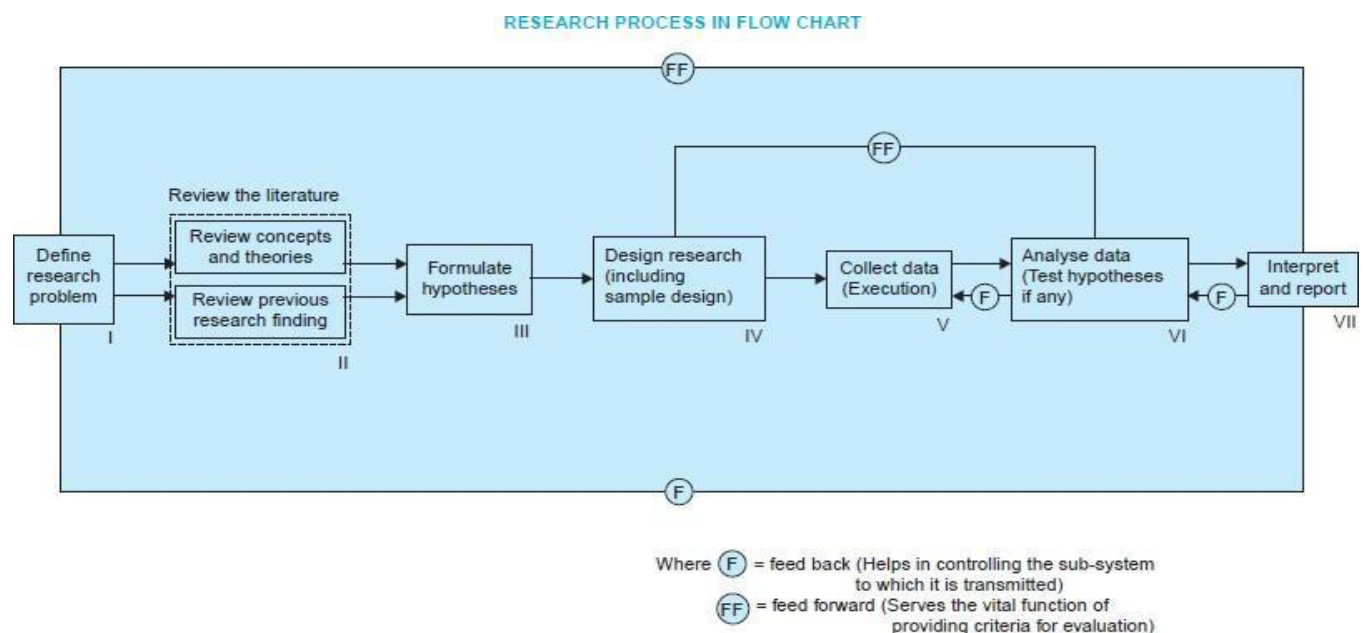 RESEARCH PROCESS IN FLOW CHART
FF
FF
Review the literature
Define
research
problem
I
Review concepts
and theories
Review previous
research finding
II
Formulate
hypotheses
III
Design research
(including
sample design)
IV
Collect data
(Execution)
V
F
Analyse data
(Test hypotheses
if any)
VI
F
Interpret
and report
VII
F
Where F = feed back (Helps in controlling the sub-system
to which it is transmitted)
FF = feed forward (Serves the vital function of
providing criteria for evaluation)